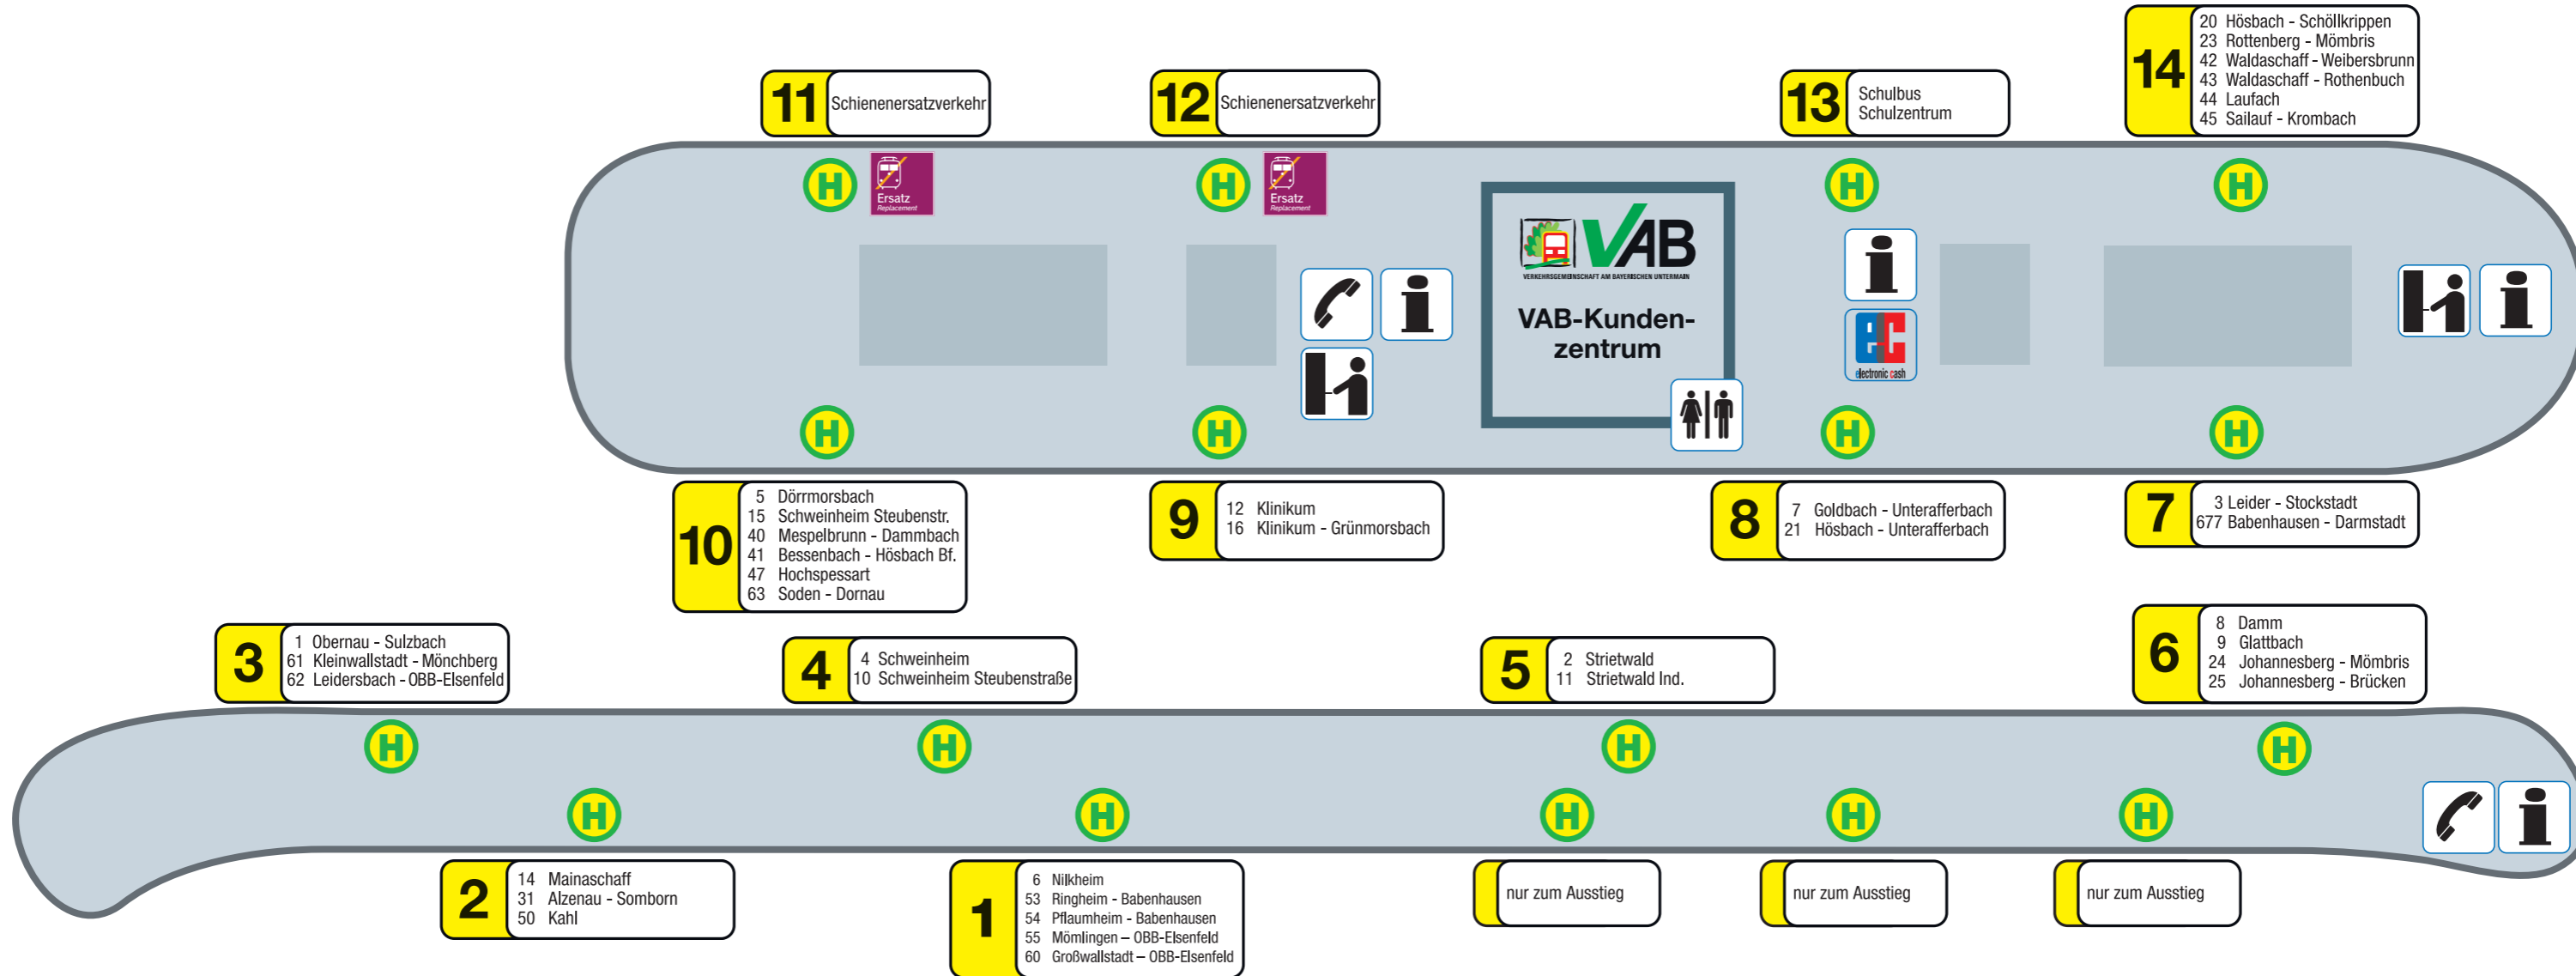 11
Schienenersatzverkehr
12
Schienenersatzverkehr
13
Schulbus
Schulzentrum
14
20 Hösbach - Schöllkrippen
23 Rottenberg - Mömbris
42 Waldaschaff - Weibersbrunn
43 Waldaschaff - Rothenbuch
44 Laufach
45 Sailauf - Krombach
H
Ersatz
Replacement
H
Ersatz
Replacement
H
H
VAB
VERKEHRSGEMEINSCHAFT AM BAYERISCHEN UNTERMAIN
VAB-Kunden-
zentrum
i
i
i
ec
electronic cash
H
H
H
H
10
5 Dörrmorsbach
15 Schweinheim Steubenstr.
40 Mespelbrunn - Dammbach
41 Bessenbach - Hösbach Bf.
47 Hochspessart
63 Soden - Dornau
9
12 Klinikum
16 Klinikum - Grünmorsbach
8
7 Goldbach - Unterafferbach
21 Hösbach - Unterafferbach
7
3 Leider - Stockstadt
677 Babenhausen - Darmstadt
3
1 Obernau - Sulzbach
61 Kleinwallstadt - Mönchberg
62 Leidersbach - OBB-Elsenfeld
4
4 Schweinheim
10 Schweinheim Steubenstraße
5
2 Strietwald
11 Strietwald Ind.
6
8 Damm
9 Glattbach
24 Johannesberg - Mömbris
25 Johannesberg - Brücken
H
H
H
H
H
H
H
H
H
i
2
14 Mainaschaff
31 Alzenau - Somborn
50 Kahl
1
6 Nilkheim
53 Ringheim - Babenhausen
54 Pflaumheim - Babenhausen
55 Mömlingen – OBB-Elsenfeld
60 Großwallstadt – OBB-Elsenfeld
nur zum Ausstieg
nur zum Ausstieg
nur zum Ausstieg